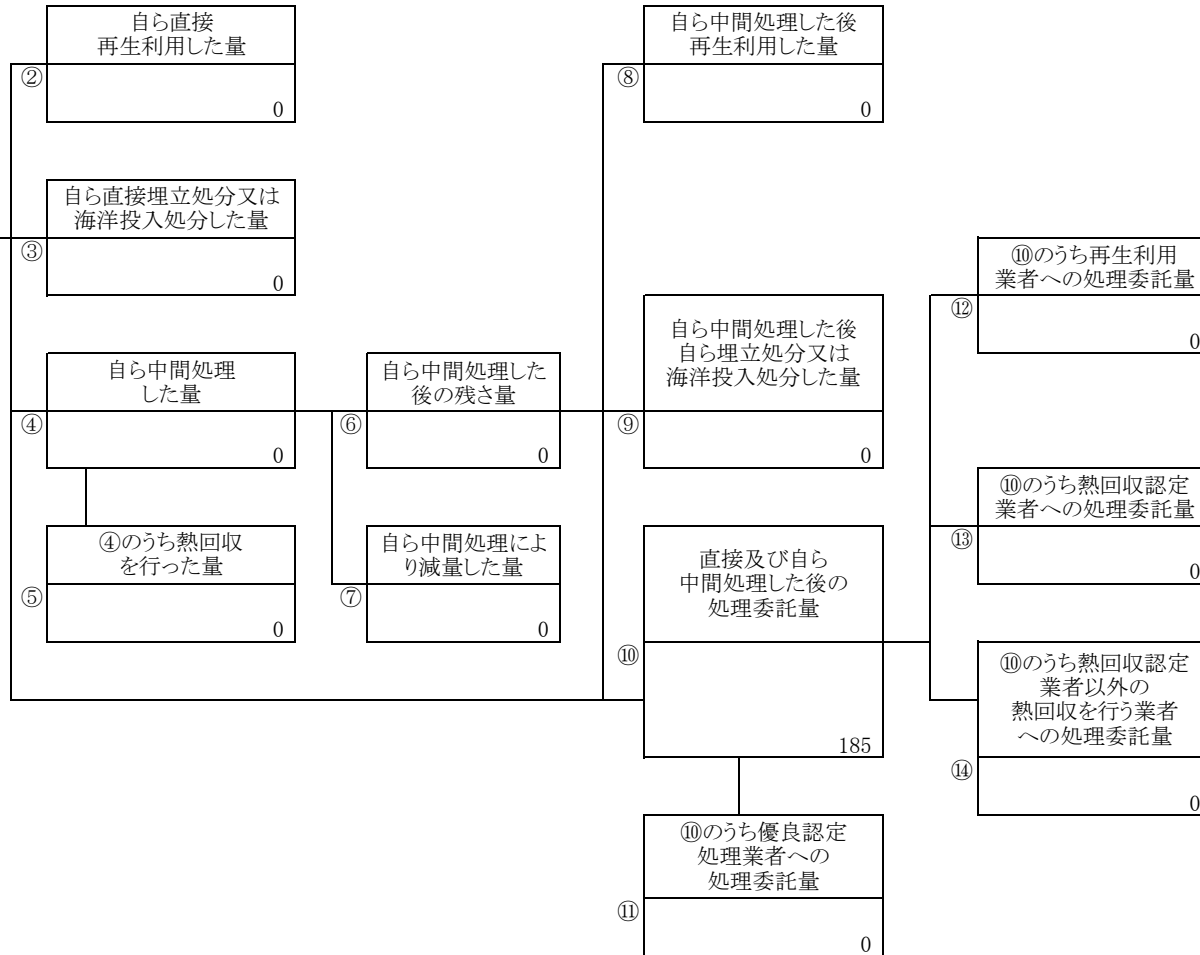 自ら直接
再生利用した量
②
0
自ら直接埋立処分又は
海洋投入処分した量
③
0
自ら中間処理
した量
④
0
④のうち熱回収
を行った量
⑤
0
自ら中間処理した
後の残さ量
⑥
0
自ら中間処理によ
り減量した量
⑦
0
自ら中間処理した後
再生利用した量
⑧
0
自ら中間処理した後
自ら埋立処分又は
海洋投入処分した量
⑨
0
直接及び自ら
中間処理した後の
処理委託量
⑩
185
⑩のうち優良認定
処理業者への
処理委託量
⑪
0
⑩のうち再生利用
業者への処理委託量
⑫
0
⑩のうち熱回収認定
業者への処理委託量
⑬
0
⑩のうち熱回収認定
業者以外の
熱回収を行う業者
への処理委託量
⑭
0